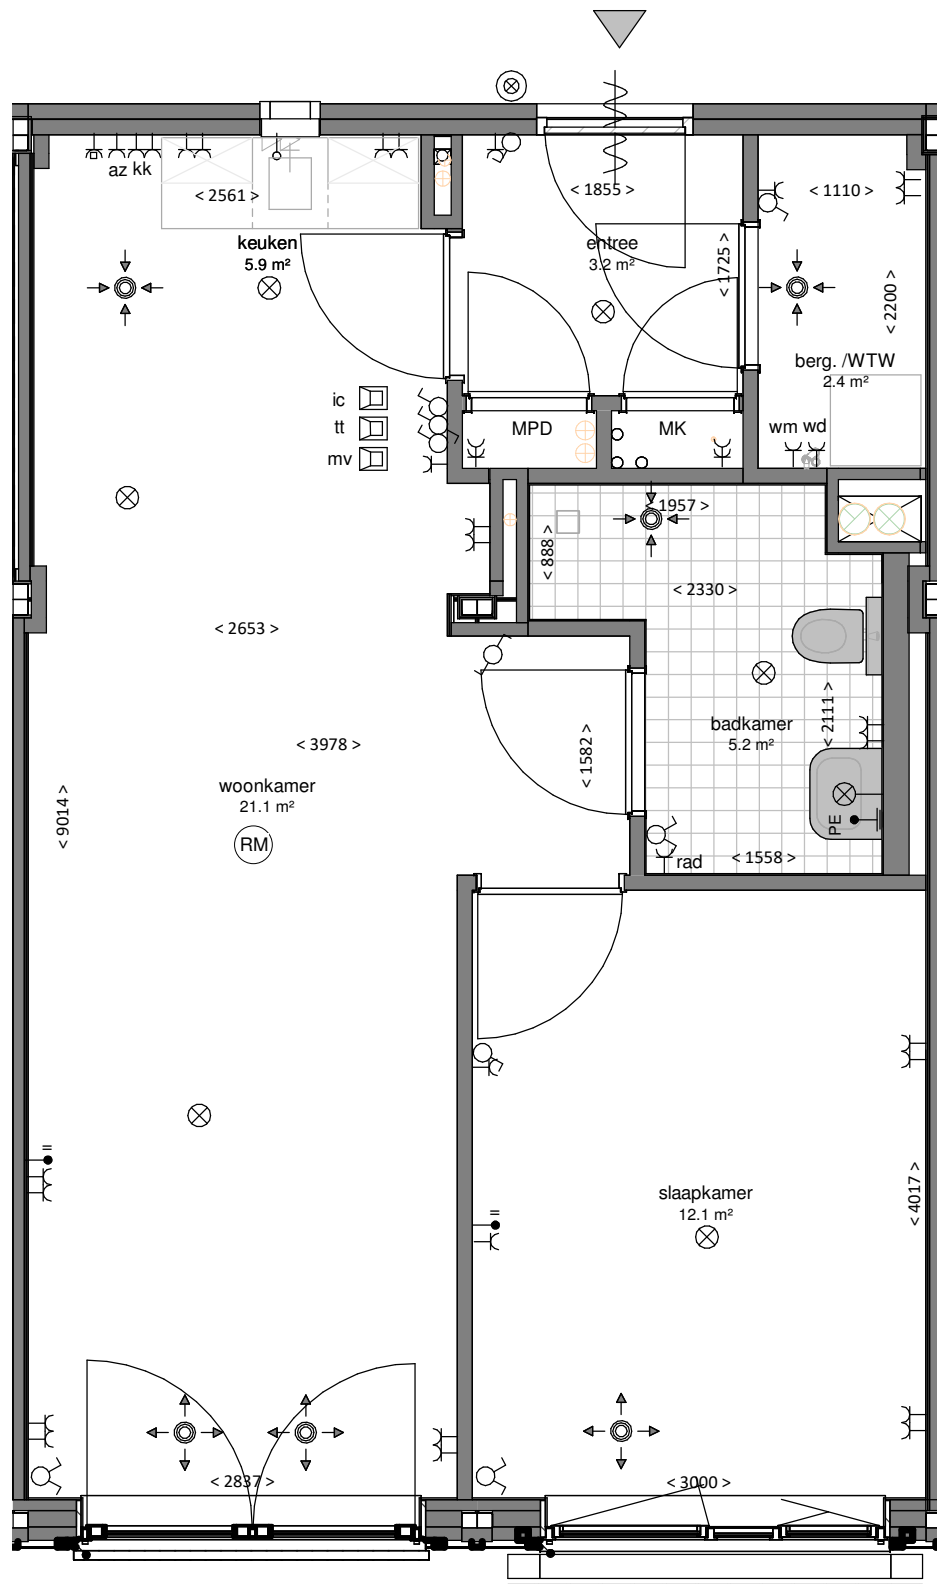 az kk
< 2561 >
< 1855 >
< 1110 >
keuken
5.9 m²
entree
3.2 m²
< 1725 >
< 2200 >
berg. /WTW
2.4 m²
ic
tt
mv
MPD
MK
wm wd
< 1957 >
< 888 >
< 2330 >
< 2653 >
< 3978 >
< 1582 >
< 2111 >
badkamer
5.2 m²
woonkamer
21.1 m²
< 9014 >
RM
PE
rad
< 1558 >
=
=
slaapkamer
12.1 m²
< 4017 >
< 2837 >
< 3000 >